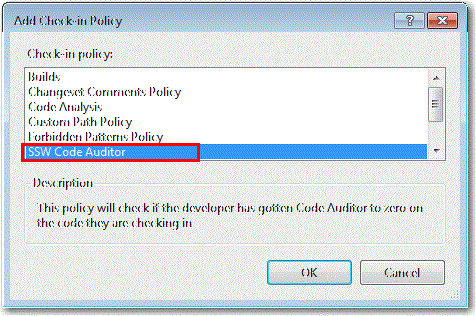 Add Check-in Policy
Check-in policy:
Builds
Changeset Comments Policy
Code Analysis
Custom Path Policy
Forbidden Patterns Policy
SSW Code Auditor
Description
This policy will check if the developer has gotten Code Auditor to zero on
the code they are checking in
OK
Cancel